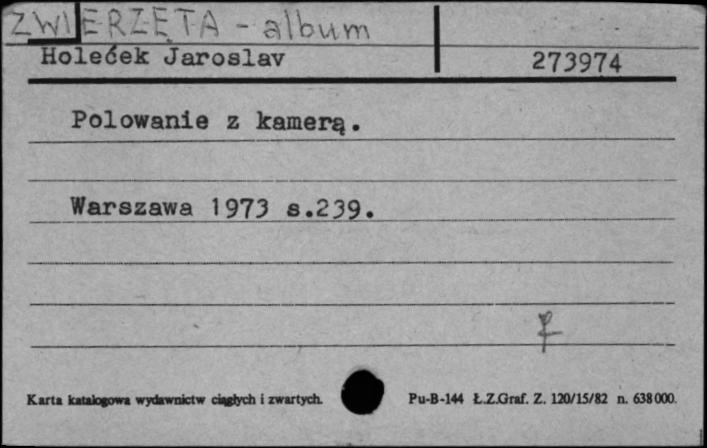 ZWIERZĘTA - album
Holećek Jaroslav 273974
Polowanie z kamerą.
Warszawa 1973 s.239.
Karta katalogowa wydawnictw ciągłych i zwartych. Pu-B-144 Ł.Z.Graf. Z. 120/15/82 n. 638000.